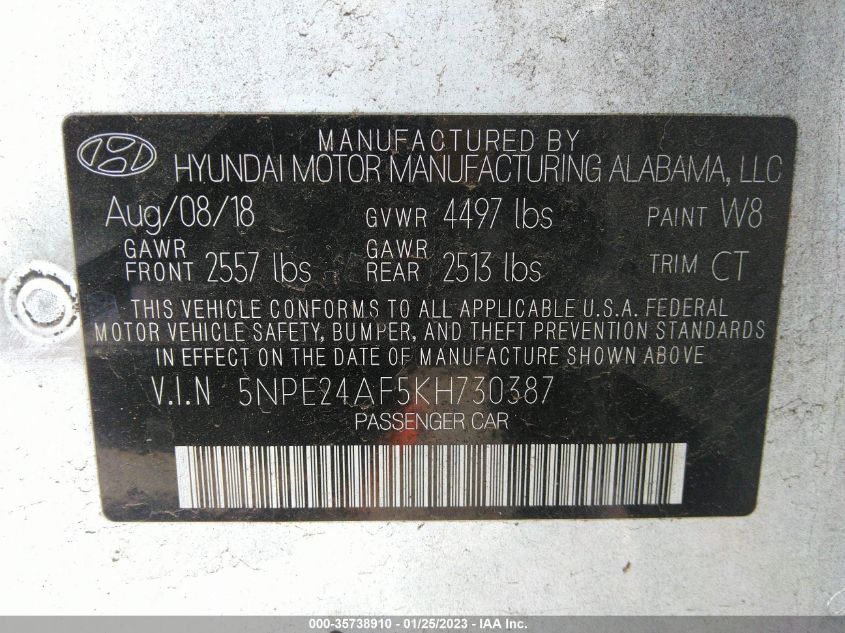 MANUFACTURED BY
HYUNDAI MOTOR MANUFACTURING ALABAMA, LLC
Aug/08/18 GVWR 4497 lbs PAINT W8
GAWR FRONT 2557 lbs GAWR REAR 2513 lbs TRIM CT
THIS VEHICLE CONFORMS TO ALL APPLICABLE U.S.A. FEDERAL
MOTOR VEHICLE SAFETY, BUMPER, AND THEFT PREVENTION STANDARDS
IN EFFECT ON THE DATE OF MANUFACTURE SHOWN ABOVE
V.I.N 5NPE24AF5KH730387
PASSENGER CAR
000-35738910 - 01/25/2023 - IAA Inc.